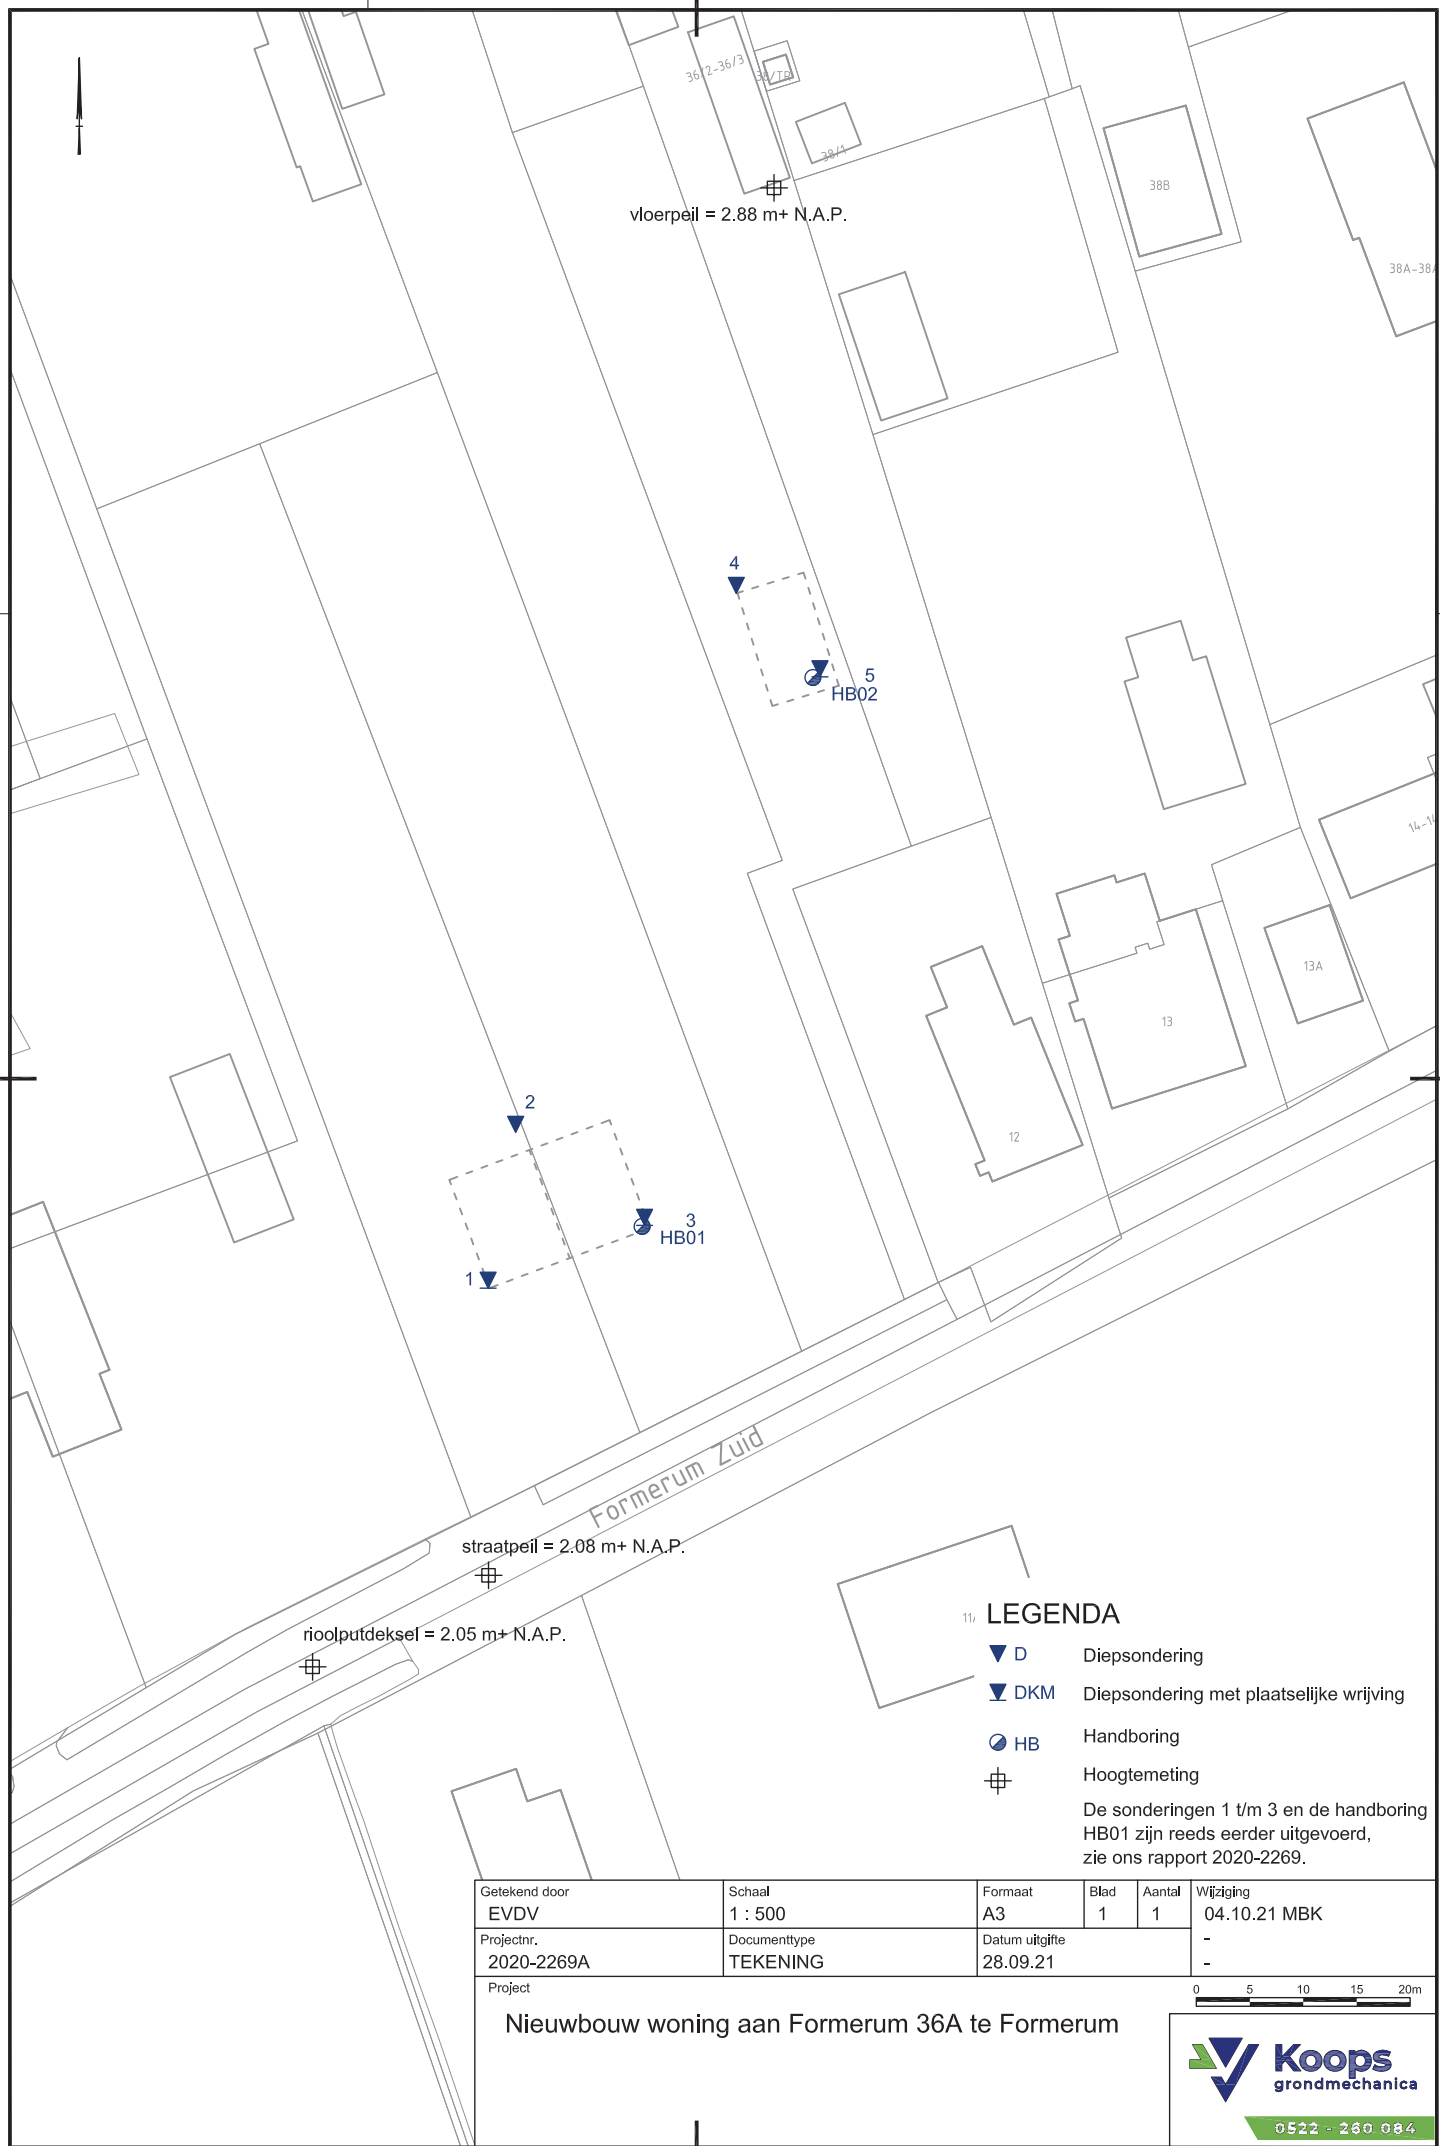 36/2-36/3
38/TR
38/1
38B
vloerpeil = 2.88 m+ N.A.P.
38A-38A
4
5
HB02
14-14
13A
13
12
2
3
HB01
1
Formerum Zuid
straatpeil = 2.08 m+ N.A.P.
rioolputdeksel = 2.05 m+ N.A.P.
LEGENDA
D Diepsondering
DKM Diepsondering met plaatselijke wrijving
HB Handboring
Hoogtemeting
De sonderingen 1 t/m 3 en de handboring
HB01 zijn reeds eerder uitgevoerd,
zie ons rapport 2020-2269.
Getekend door Schaal Formaat Blad Aantal Wijziging
EVDV 1 : 500 A3 1 1 04.10.21 MBK
Projectnr. Documenttype Datum uitgifte -
2020-2269A TEKENING 28.09.21 -
Project
0 5 10 15 20m
Nieuwbouw woning aan Formerum 36A te Formerum
Koops
grondmechanica
0522 - 260 084